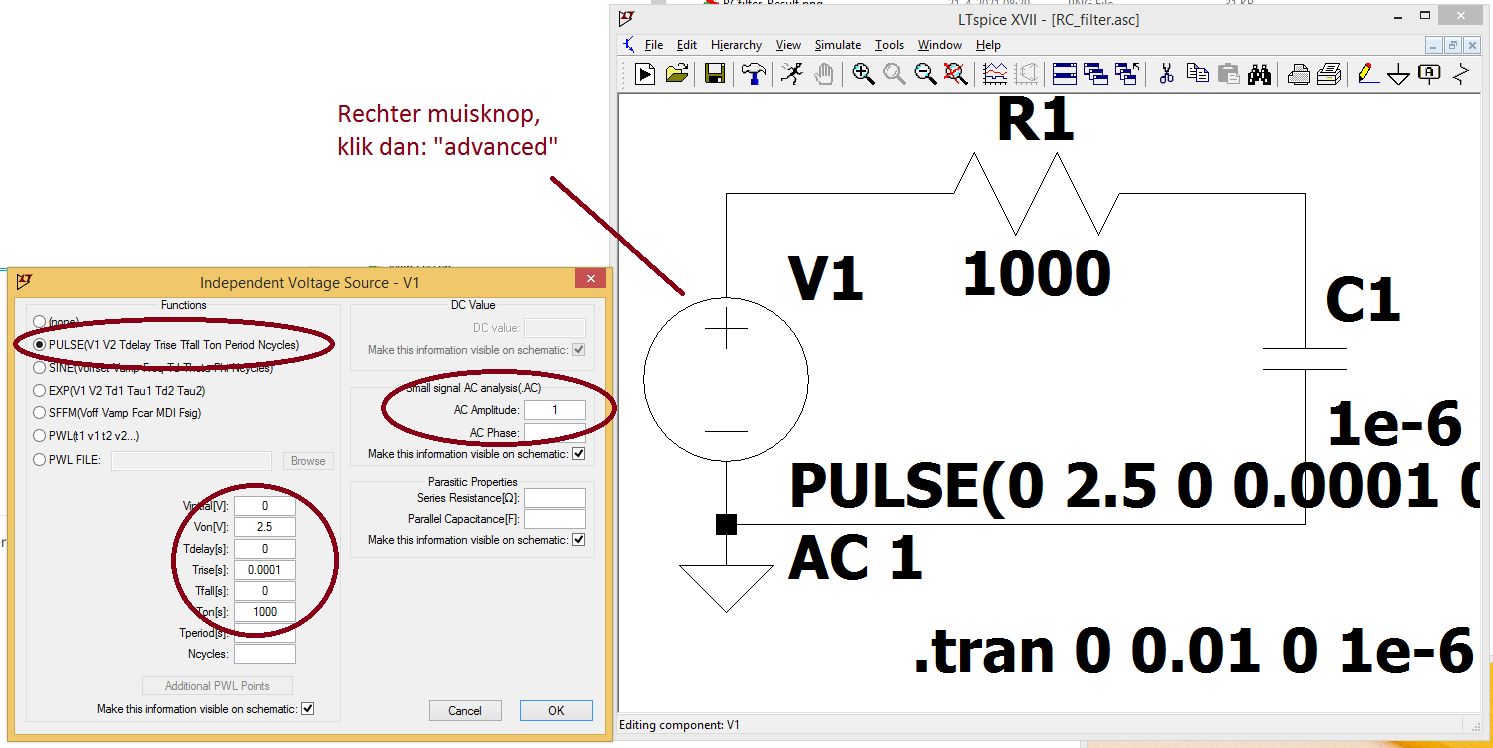 LTspice XVII - [RC_filter.asc]
File Edit Hierarchy View Simulate Tools Window Help
Rechter muisknop,
klik dan: "advanced"
R1
1000
V1
C1
1e-6
PULSE(0 2.5 0 0.0001
AC 1
.tran 0 0.01 0 1e-6
Editing component: V1
Independent Voltage Source - V1
Functions
(none)
PULSE(V1 V2 Tdelay Trise Tfall Ton Period Ncycles)
SINE(Voffset Vamp Freq Td Theta Phi Ncycles)
EXP(V1 V2 Td1 Tau1 Td2 Tau2)
SFFM(Voff Vamp Fcar MDI Fsig)
PWL(t1 v1 t2 v2...)
PWL FILE: Browse
Vinitial[V]: 0
Von[V]: 2.5
Tdelay[s]: 0
Trise[s]: 0.0001
Tfall[s]: 0
Ton[s]: 1000
Tperiod[s]:
Ncycles:
Additional PWL Points
Make this information visible on schematic:
DC Value
DC value:
Make this information visible on schematic:
Small signal AC analysis(.AC)
AC Amplitude: 1
AC Phase:
Make this information visible on schematic:
Parasitic Properties
Series Resistance[Ω]:
Parallel Capacitance[F]:
Make this information visible on schematic:
Cancel OK